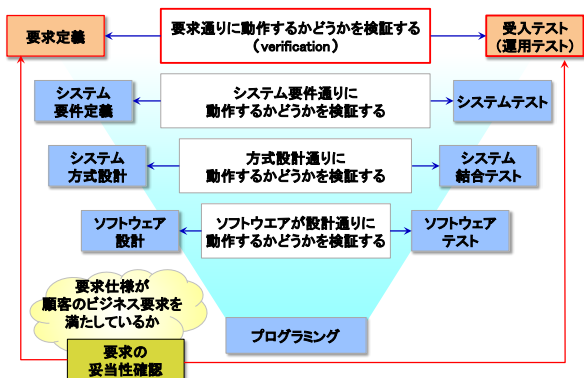 要求定義
要求通りに動作するかどうかを検証する
（verification）
受入テスト
（運用テスト）
システム
要件定義
システム要件通りに
動作するかどうかを検証する
システムテスト
システム
方式設計
方式設計通りに
動作するかどうかを検証する
システム
結合テスト
ソフトウェア
設計
ソフトウエアが設計通りに
動作するかどうかを検証する
ソフトウェア
テスト
要求仕様が
顧客のビジネス要求を
満たしているか
プログラミング
要求の
妥当性確認